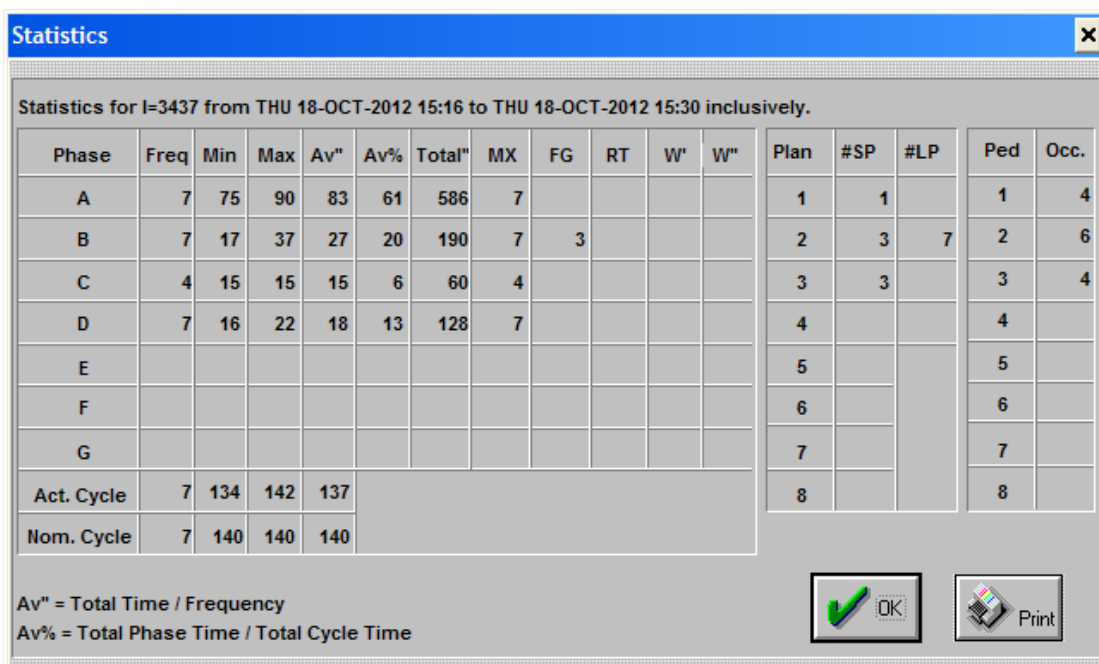 Statistics
Statistics for I=3437 from THU 18-OCT-2012 15:16 to THU 18-OCT-2012 15:30 inclusively.
Phase Freq Min Max Av" Av% Total" MX FG RT W' W" Plan #SP #LP Ped Occ.
A 7 75 90 83 61 586 7 1 1 1 4
B 7 17 37 27 20 190 7 3 2 3 7 2 6
C 4 15 15 15 6 60 4 3 3 3 4
D 7 16 22 18 13 128 7 4 4
E 5 5
F 6 6
G 7 7
Act. Cycle 7 134 142 137 8 8
Nom. Cycle 7 140 140 140
Av" = Total Time / Frequency
Av% = Total Phase Time / Total Cycle Time
OK
Print